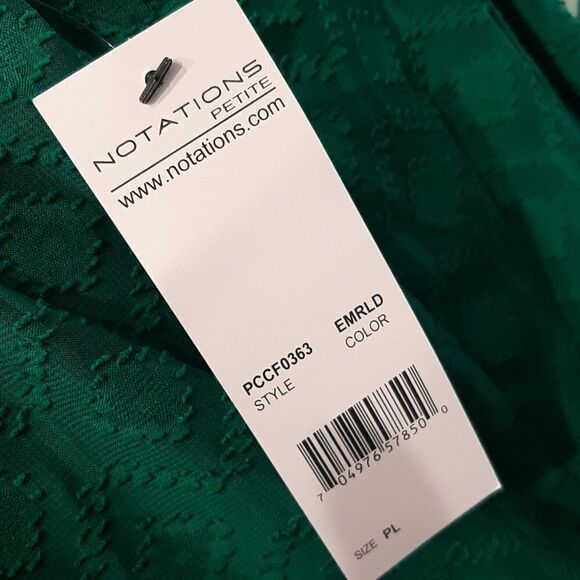 NOTATIONS
PETITE
www.notations.com
PCCF0363 EMRLD
STYLE COLOR
7 04976 57850 0
SIZE PL